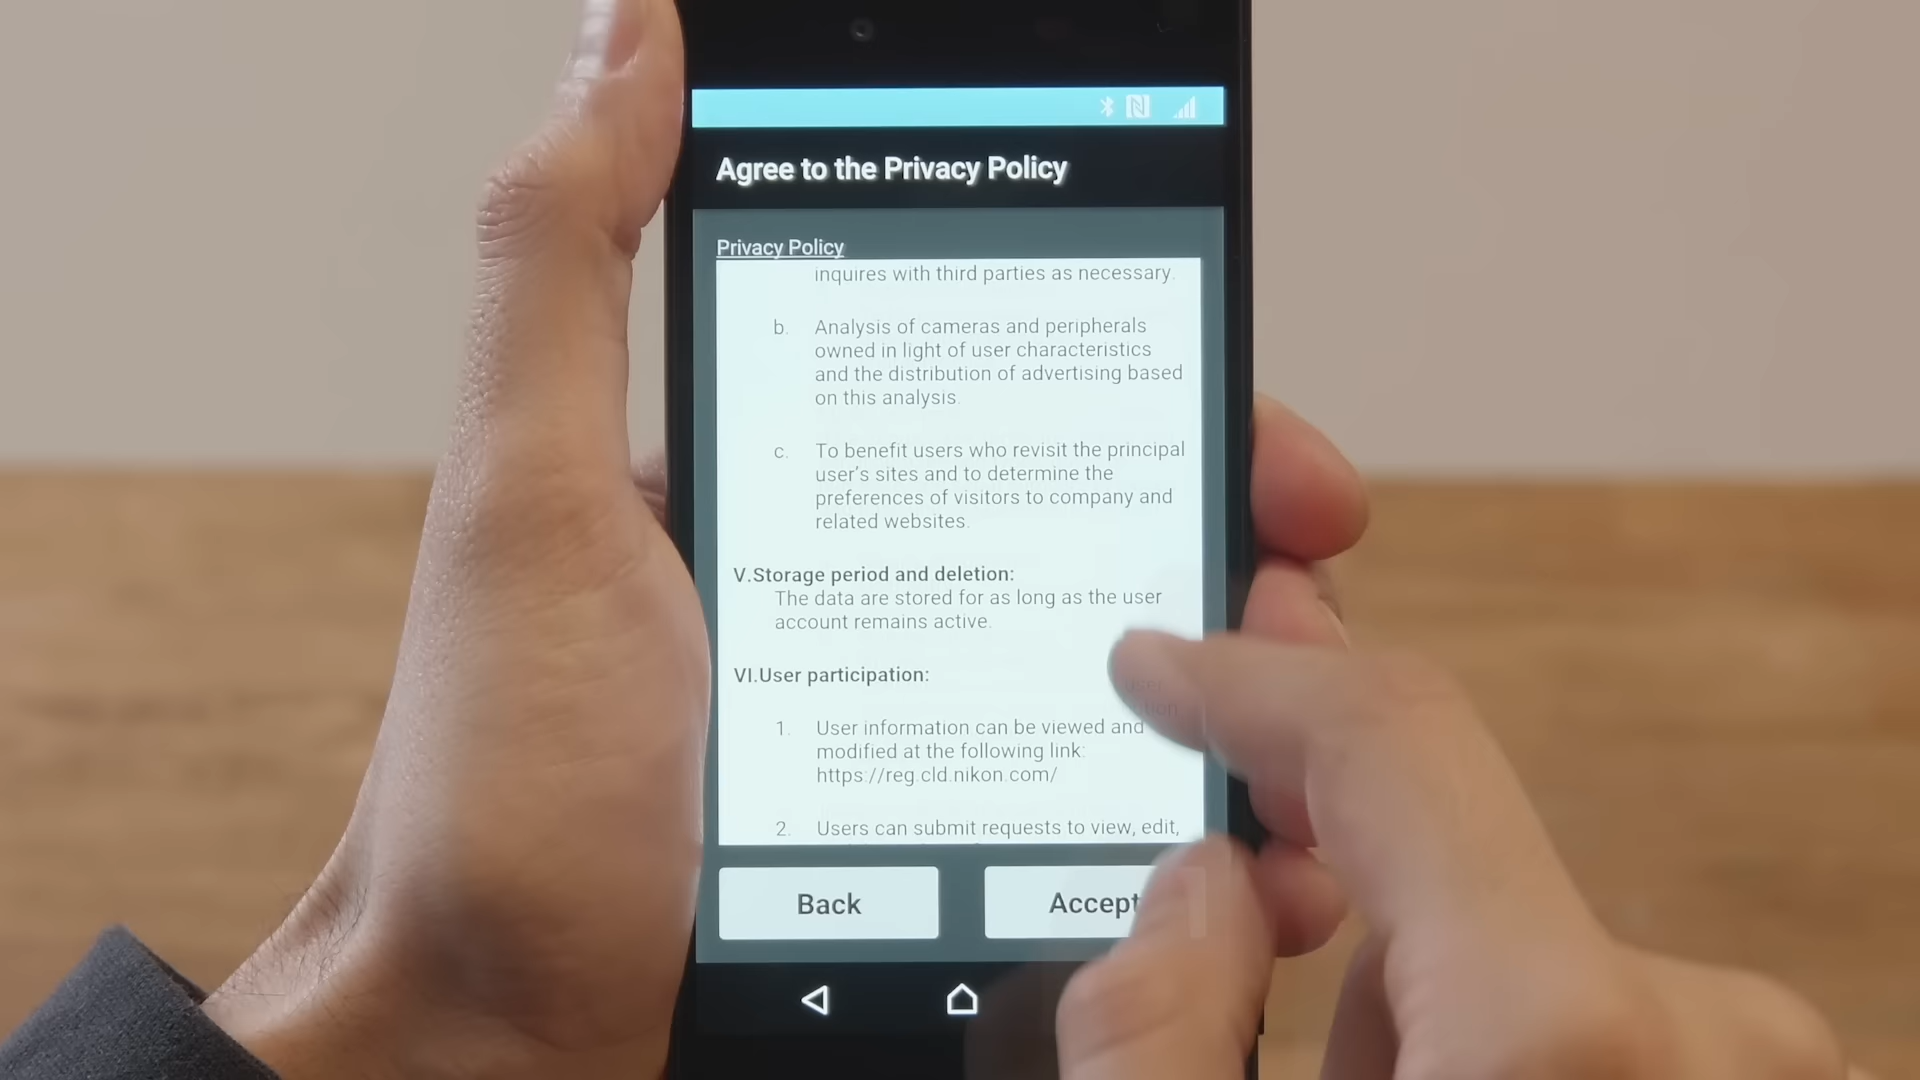 Agree to the Privacy Policy
Privacy Policy
inquires with third parties as necessary.
b. Analysis of cameras and peripherals
owned in light of user characteristics
and the distribution of advertising based
on this analysis.
c. To benefit users who revisit the principal
user's sites and to determine the
preferences of visitors to company and
related websites.
V.Storage period and deletion:
The data are stored for as long as the user
account remains active.
VI.User participation:
1. User information can be viewed and
modified at the following link:
https://reg.cld.nikon.com/
2. Users can submit requests to view, edit,
Back
Accept